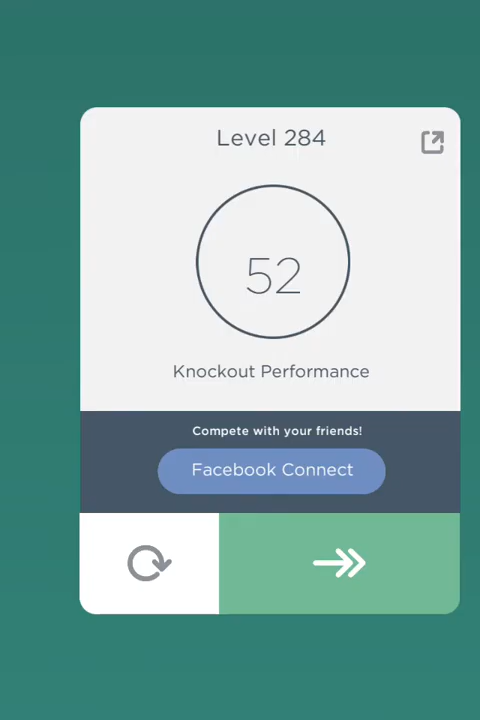 Level 284
52
Knockout Performance
Compete with your friends!
Facebook Connect